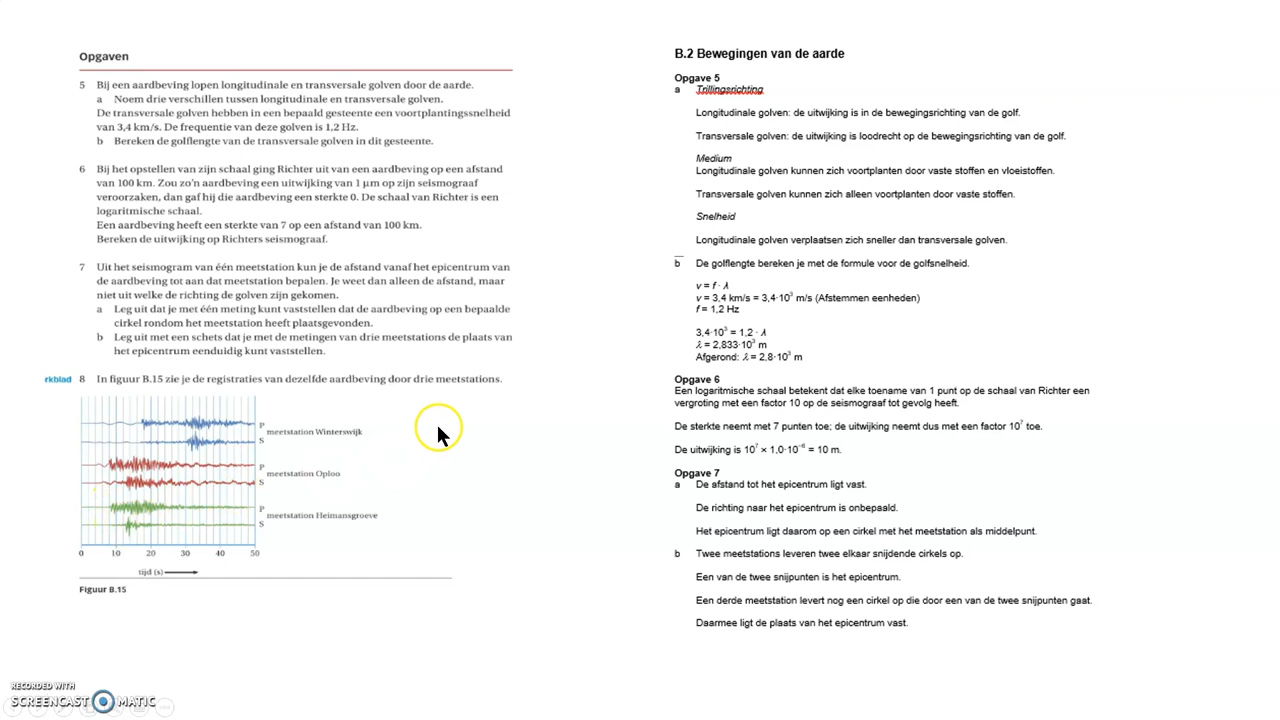 Opgaven
5 Bij een aardbeving lopen longitudinale en transversale golven door de aarde.
a Noem drie verschillen tussen longitudinale en transversale golven.
De transversale golven hebben in een bepaald gesteente een voortplantingssnelheid
van 3,4 km/s. De frequentie van deze golven is 1,2 Hz.
b Bereken de golflengte van de transversale golven in dit gesteente.
6 Bij het opstellen van zijn schaal ging Richter uit van een aardbeving op een afstand
van 100 km. Zou zo'n aardbeving een uitwijking van 1 µm op zijn seismograaf
veroorzaken, dan gaf hij die aardbeving een sterkte 0. De schaal van Richter is een
logaritmische schaal.
Een aardbeving heeft een sterkte van 7 op een afstand van 100 km.
Bereken de uitwijking op Richters seismograaf.
7 Uit het seismogram van één meetstation kun je de afstand vanaf het epicentrum van
de aardbeving tot aan dat meetstation bepalen. Je weet dan alleen de afstand, maar
niet uit welke de richting de golven zijn gekomen.
a Leg uit dat je met één meting kunt vaststellen dat de aardbeving op een bepaalde
cirkel rondom het meetstation heeft plaatsgevonden.
b Leg uit met een schets dat je met de metingen van drie meetstations de plaats van
het epicentrum eenduidig kunt vaststellen.
rkblad 8 In figuur B.15 zie je de registraties van dezelfde aardbeving door drie meetstations.
P
meetstation Winterswijk
S
P
meetstation Oploo
S
P
meetstation Heimansgroeve
S
0 10 20 30 40 50
tijd (s)
Figuur B.15
B.2 Bewegingen van de aarde
Opgave 5
a Trillingsrichting
Longitudinale golven: de uitwijking is in de bewegingsrichting van de golf.
Transversale golven: de uitwijking is loodrecht op de bewegingsrichting van de golf.
Medium
Longitudinale golven kunnen zich voortplanten door vaste stoffen en vloeistoffen.
Transversale golven kunnen zich alleen voortplanten door vaste stoffen.
Snelheid
Longitudinale golven verplaatsen zich sneller dan transversale golven.
b De golflengte bereken je met de formule voor de golfsnelheid.
v = f · λ
v = 3,4 km/s = 3,4·10³ m/s (Afstemmen eenheden)
f = 1,2 Hz
3,4·10³ = 1,2 · λ
λ = 2,833·10³ m
Afgerond: λ = 2,8·10³ m
Opgave 6
Een logaritmische schaal betekent dat elke toename van 1 punt op de schaal van Richter een
vergroting met een factor 10 op de seismograaf tot gevolg heeft.
De sterkte neemt met 7 punten toe; de uitwijking neemt dus met een factor 10⁷ toe.
De uitwijking is 10⁷ × 1,0·10⁻⁶ = 10 m.
Opgave 7
a De afstand tot het epicentrum ligt vast.
De richting naar het epicentrum is onbepaald.
Het epicentrum ligt daarom op een cirkel met het meetstation als middelpunt.
b Twee meetstations leveren twee elkaar snijdende cirkels op.
Een van de twee snijpunten is het epicentrum.
Een derde meetstation levert nog een cirkel op die door een van de twee snijpunten gaat.
Daarmee ligt de plaats van het epicentrum vast.
RECORDED WITH
SCREENCAST MATIC